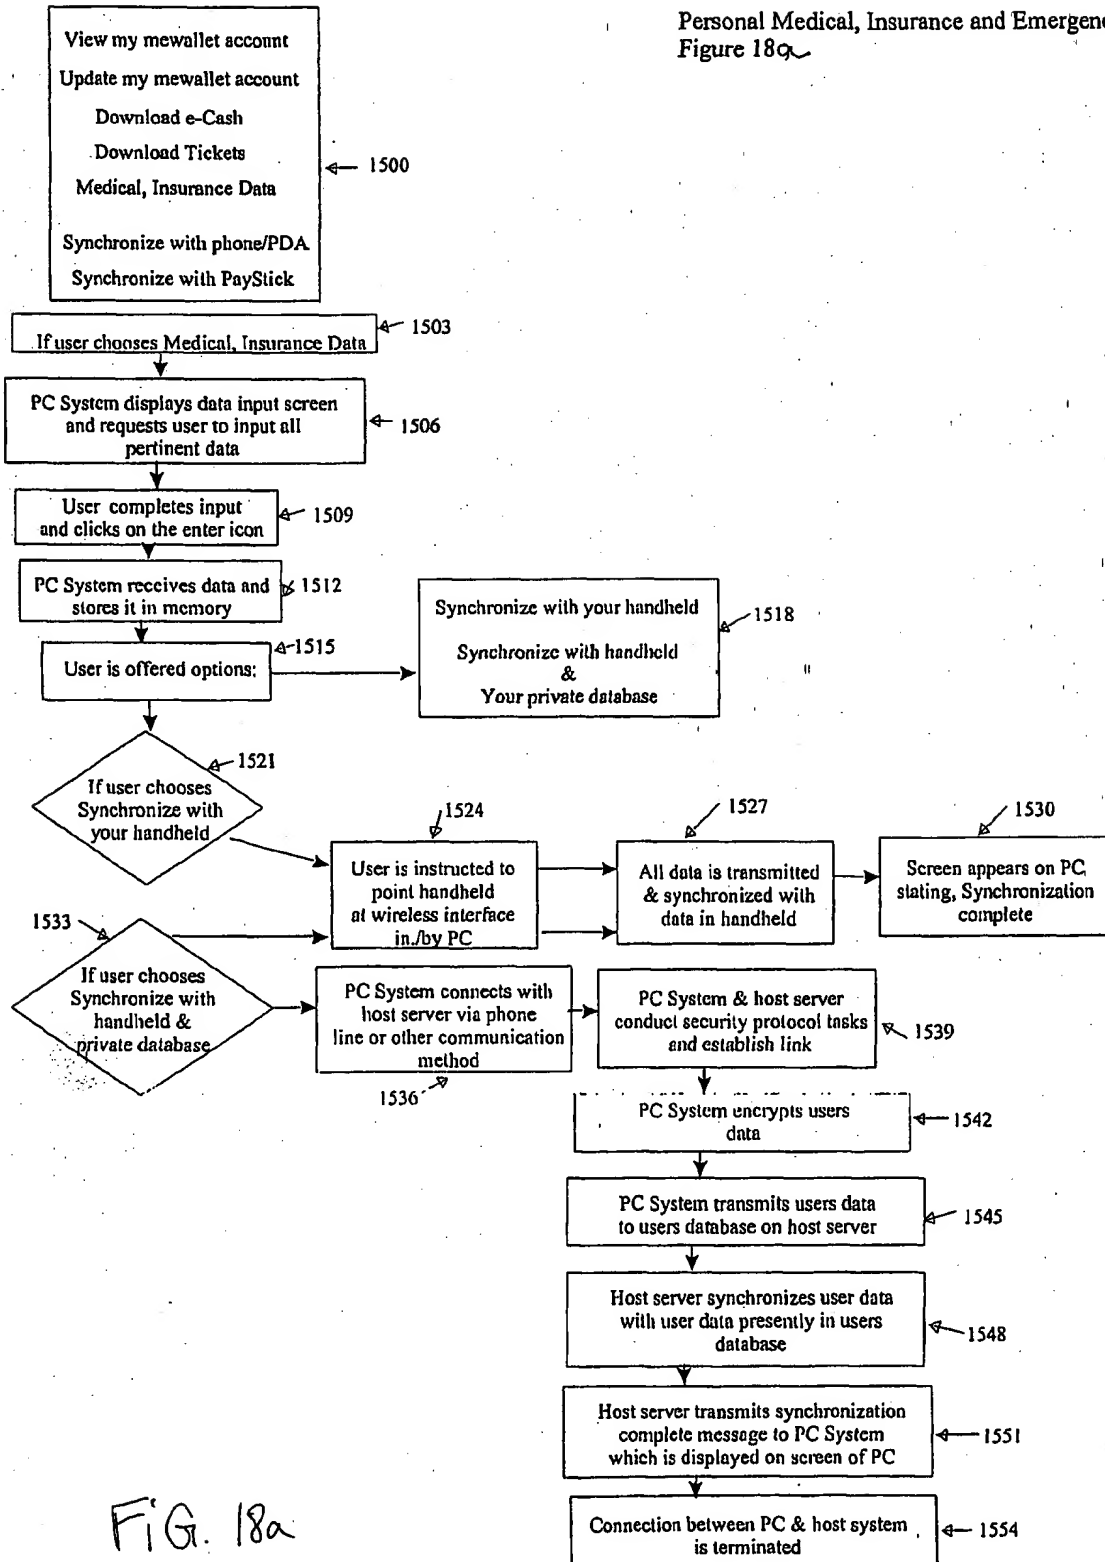 Personal Medical, Insurance and Emergenc
Figure 18a
View my mewallet account
Update my mewallet account
Download e-Cash
Download Tickets
Medical, Insurance Data
Synchronize with phone/PDA
Synchronize with PayStick
1500
If user chooses Medical, Insurance Data
1503
PC System displays data input screen
and requests user to input all
pertinent data
1506
User completes input
and clicks on the enter icon
1509
PC System receives data and
stores it in memory
1512
User is offered options:
1515
Synchronize with your handheld
Synchronize with handheld
&
Your private database
1518
If user chooses
Synchronize with
your handheld
1521
User is instructed to
point handheld
at wireless interface
in./by PC
1524
All data is transmitted
& synchronized with
data in handheld
1527
Screen appears on PC,
stating, Synchronization
complete
1530
If user chooses
Synchronize with
handheld &
private database
1533
PC System connects with
host server via phone
line or other communication
method
1536
PC System & host server
conduct security protocol tasks
and establish link
1539
PC System encrypts users
data
1542
PC System transmits users data
to users database on host server
1545
Host server synchronizes user data
with user data presently in users
database
1548
Host server transmits synchronization
complete message to PC System
which is displayed on screen of PC
1551
Connection between PC & host system
is terminated
1554
FiG. 18a